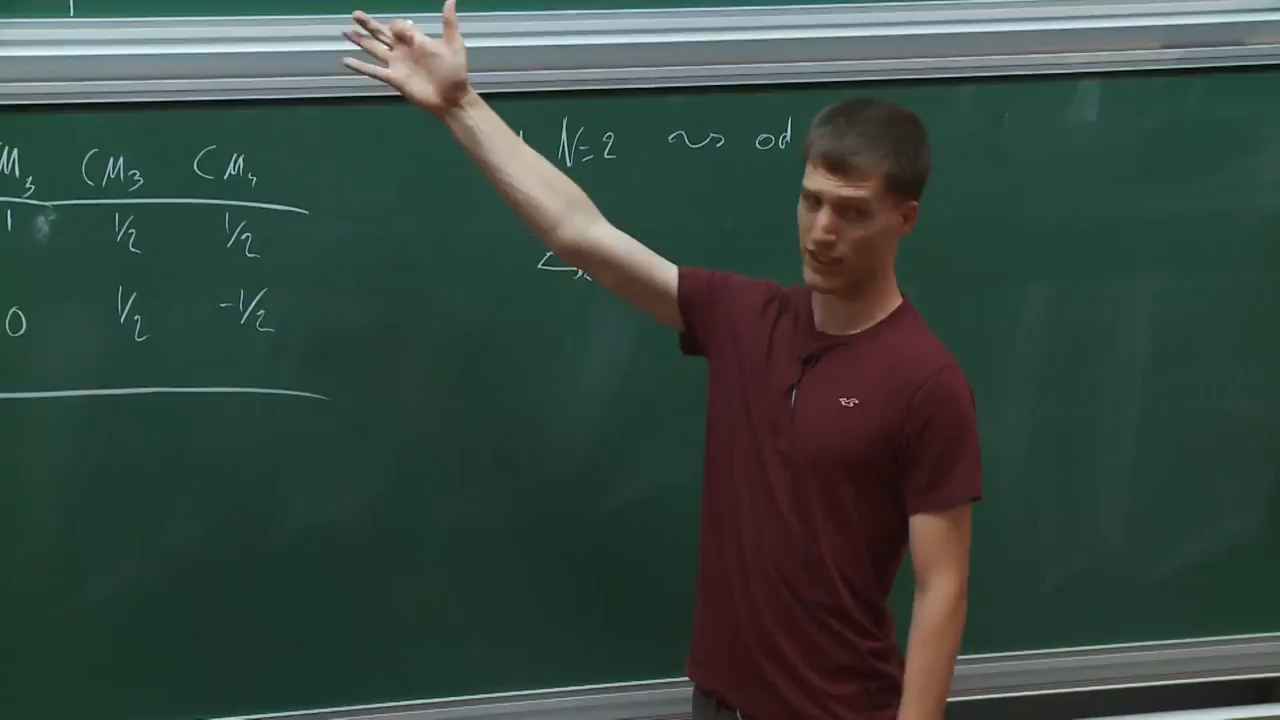 M₃ CM₃ CM₄
1 1/2 1/2
0 1/2 -1/2
N=2 ~> od